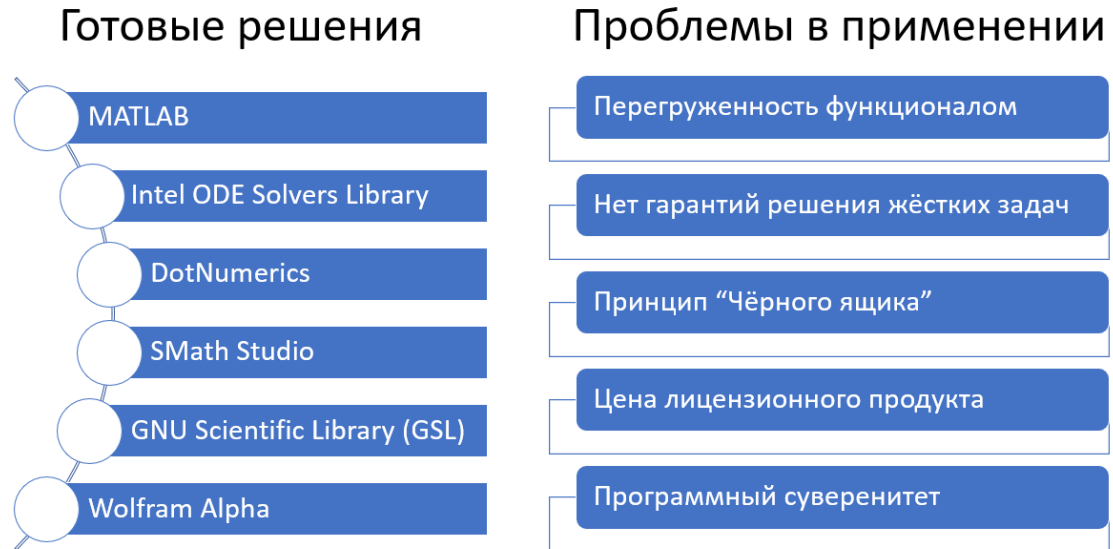 Готовые решения
MATLAB
Intel ODE Solvers Library
DotNumerics
SMath Studio
GNU Scientific Library (GSL)
Wolfram Alpha
Проблемы в применении
Перегруженность функционалом
Нет гарантий решения жёстких задач
Принцип “Чёрного ящика”
Цена лицензионного продукта
Программный суверенитет